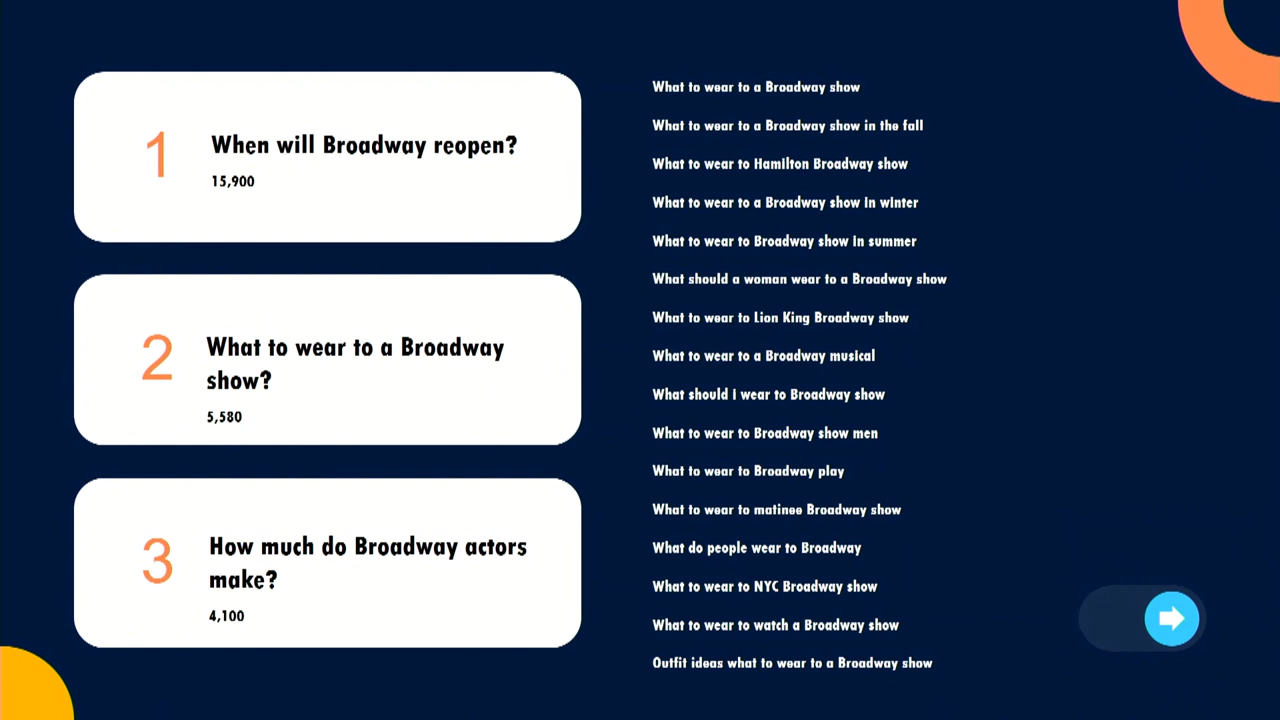 1
When will Broadway reopen?
15,900
2
What to wear to a Broadway
show?
5,580
3
How much do Broadway actors
make?
4,100
What to wear to a Broadway show
What to wear to a Broadway show in the fall
What to wear to Hamilton Broadway show
What to wear to a Broadway show in winter
What to wear to Broadway show in summer
What should a woman wear to a Broadway show
What to wear to Lion King Broadway show
What to wear to a Broadway musical
What should I wear to Broadway show
What to wear to Broadway show men
What to wear to Broadway play
What to wear to matinee Broadway show
What do people wear to Broadway
What to wear to NYC Broadway show
What to wear to watch a Broadway show
Outfit ideas what to wear to a Broadway show